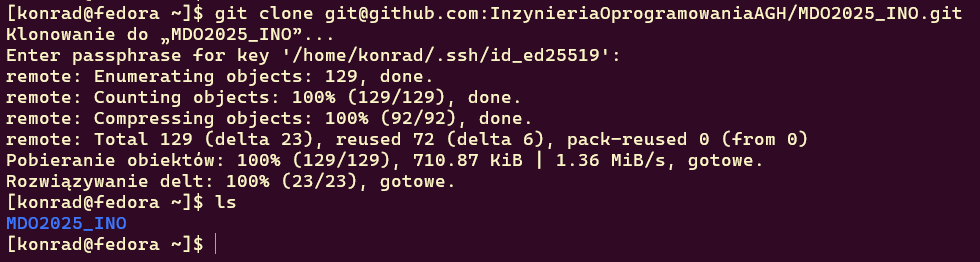 [konrad@fedora ~]$ git clone git@github.com:InzynieriaOprogramowaniaAGH/MDO2025_INO.git
Klonowanie do „MDO2025_INO”...
Enter passphrase for key '/home/konrad/.ssh/id_ed25519':
remote: Enumerating objects: 129, done.
remote: Counting objects: 100% (129/129), done.
remote: Compressing objects: 100% (92/92), done.
remote: Total 129 (delta 23), reused 72 (delta 6), pack-reused 0 (from 0)
Pobieranie obiektów: 100% (129/129), 710.87 KiB | 1.36 MiB/s, gotowe.
Rozwiązywanie delt: 100% (23/23), gotowe.
[konrad@fedora ~]$ ls
MDO2025_INO
[konrad@fedora ~]$